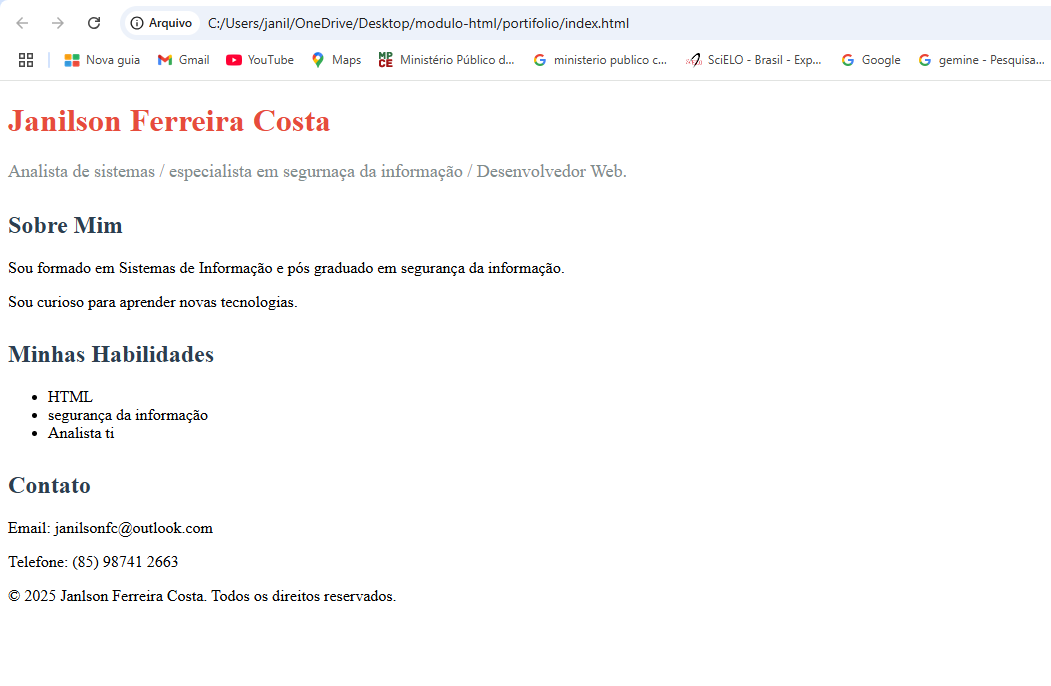 Arquivo C:/Users/janil/OneDrive/Desktop/modulo-html/portifolio/index.html
Nova guia Gmail YouTube Maps MP CE Ministério Público d... ministerio publico c... SciELO - Brasil - Exp... Google gemine - Pesquisa...
Janilson Ferreira Costa
Analista de sistemas / especialista em segurnaça da informação / Desenvolvedor Web.
Sobre Mim
Sou formado em Sistemas de Informação e pós graduado em segurança da informação.
Sou curioso para aprender novas tecnologias.
Minhas Habilidades
HTML
segurança da informação
Analista ti
Contato
Email: janilsonfc@outlook.com
Telefone: (85) 98741 2663
© 2025 Janlson Ferreira Costa. Todos os direitos reservados.